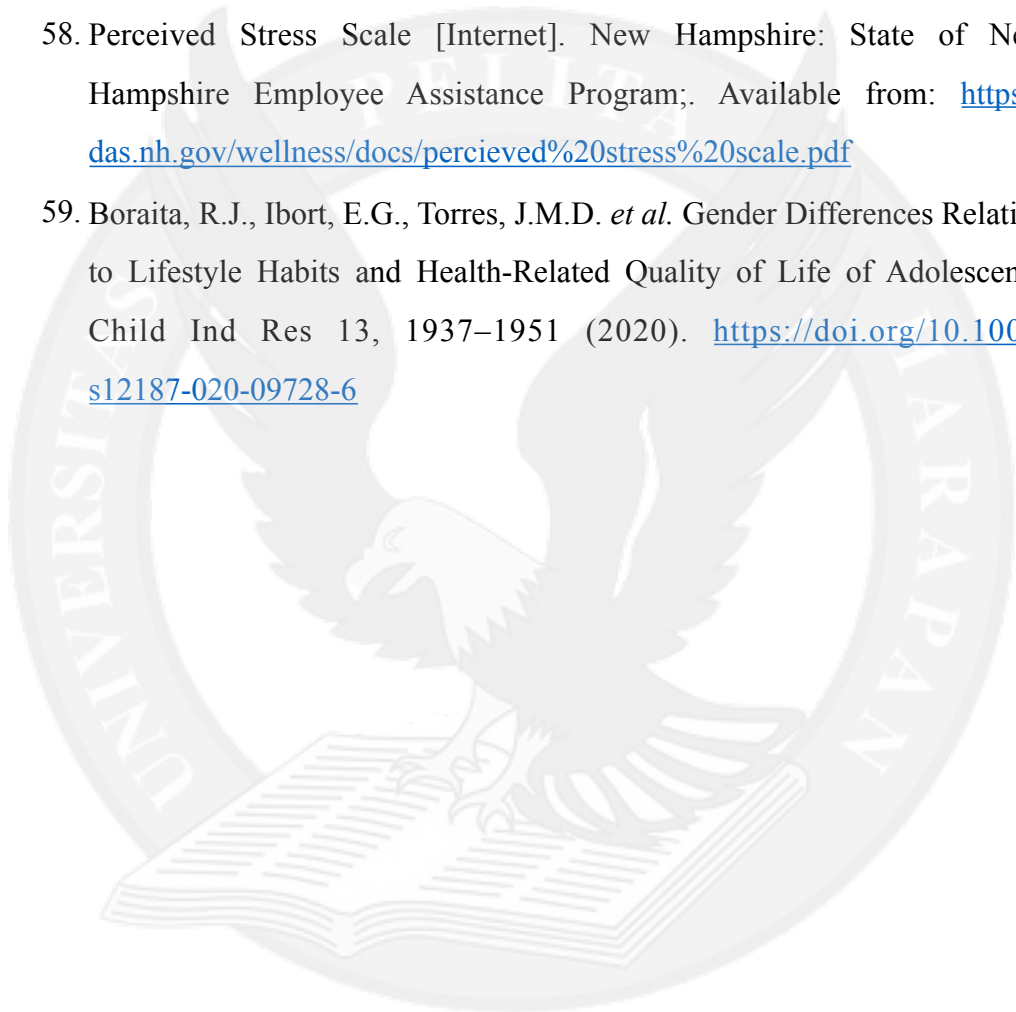 58. Perceived Stress Scale [Internet]. New Hampshire: State of Ne
Hampshire Employee Assistance Program;. Available from: https
das.nh.gov/wellness/docs/percieved%20stress%20scale.pdf
59. Boraita, R.J., Ibort, E.G., Torres, J.M.D. et al. Gender Differences Relati
to Lifestyle Habits and Health-Related Quality of Life of Adolescen
Child Ind Res 13, 1937–1951 (2020). https://doi.org/10.100
s12187-020-09728-6
UNIVERSITAS PELITA HARAPAN